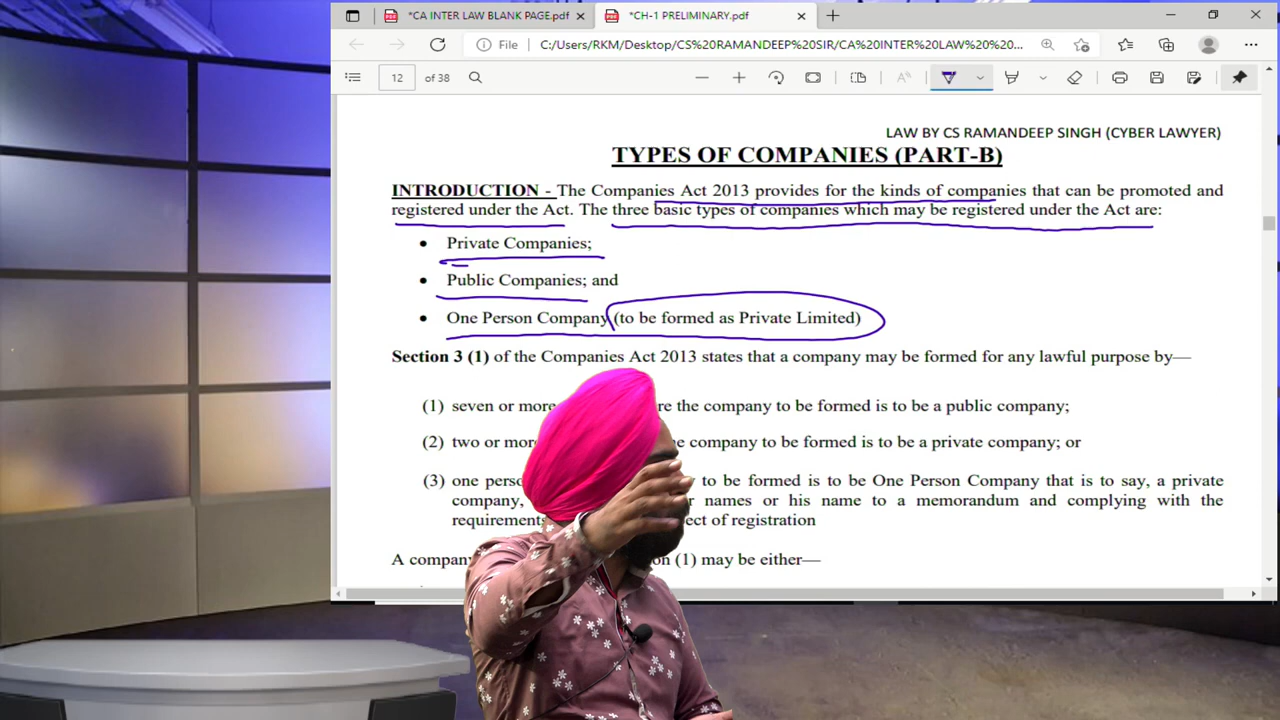 *CA INTER LAW BLANK PAGE.pdf
*CH-1 PRELIMINARY.pdf
File C:/Users/RKM/Desktop/CS%20RAMANDEEP%20SIR/CA%20INTER%20LAW%20%20...
12 of 38
LAW BY CS RAMANDEEP SINGH (CYBER LAWYER)
TYPES OF COMPANIES (PART-B)
INTRODUCTION - The Companies Act 2013 provides for the kinds of companies that can be promoted and
registered under the Act. The three basic types of companies which may be registered under the Act are:
• Private Companies;
• Public Companies; and
• One Person Company (to be formed as Private Limited)
Section 3 (1) of the Companies Act 2013 states that a company may be formed for any lawful purpose by—
(1) seven or more the company to be formed is to be a public company;
(2) two or more company to be formed is to be a private company; or
(3) one to be formed is to be One Person Company that is to say, a private
company, names or his name to a memorandum and complying with the
requirements of registration
A (1) may be either—